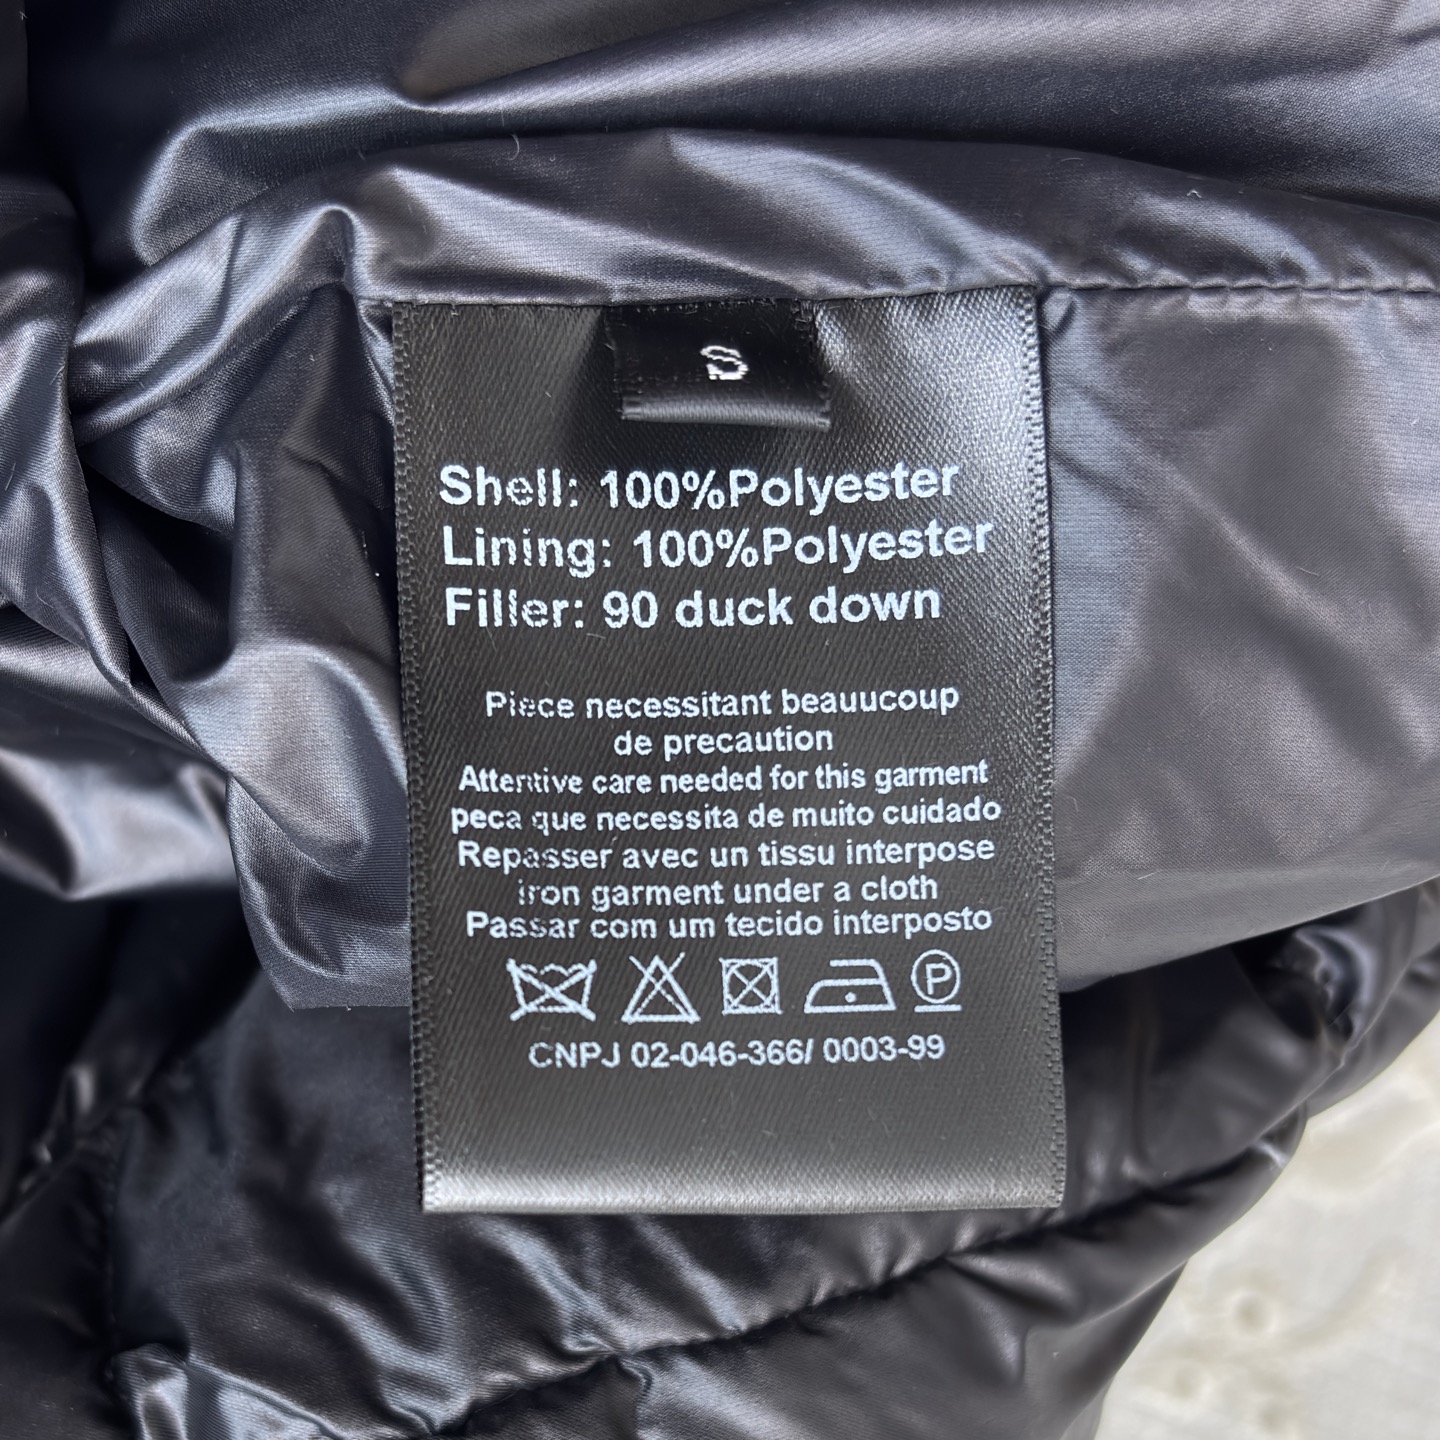 S
Shell: 100%Polyester
Lining: 100%Polyester
Filler: 90 duck down
Piece necessitant beauucoup
de precaution
Attentive care needed for this garment
peca que necessita de muito cuidado
Repasser avec un tissu interpose
iron garment under a cloth
Passar com um tecido interposto
P
CNPJ 02-046-366/ 0003-99